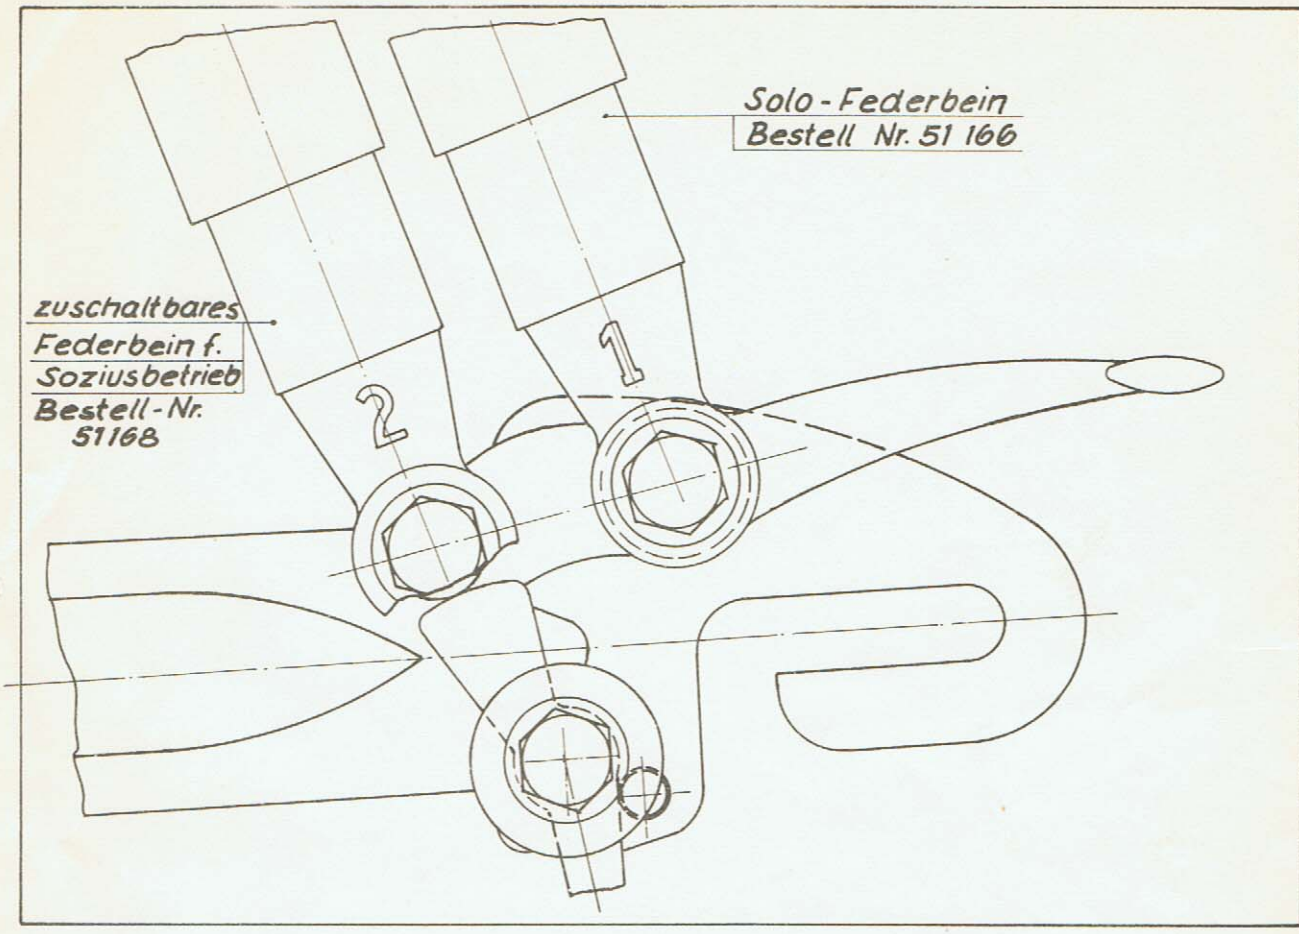 Solo - Federbein
Bestell Nr. 51 166
zuschaltbares
Federbein f.
Soziusbetrieb
Bestell - Nr.
51168
1
2